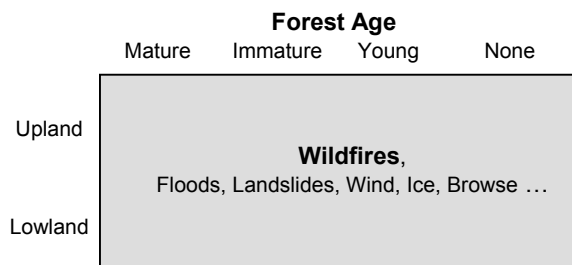 Forest Age
Mature Immature Young None
Upland
Wildfires,
Floods, Landslides, Wind, Ice, Browse …
Lowland